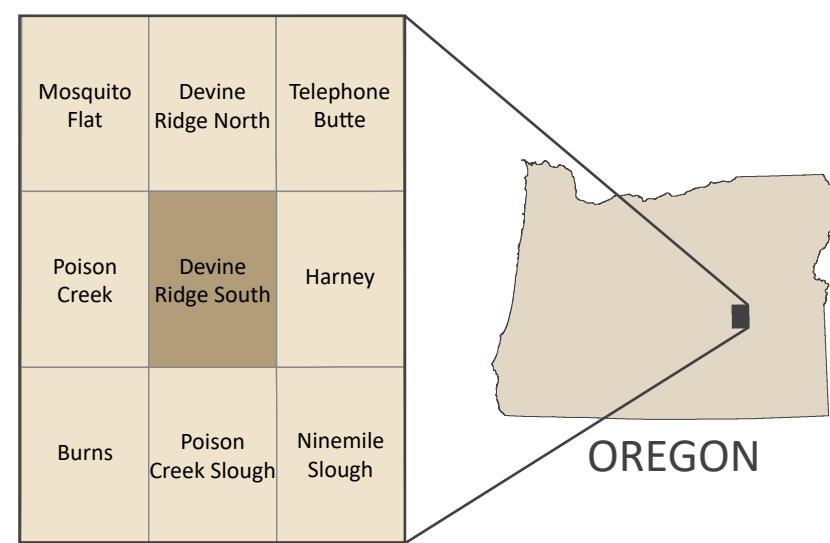 Mosquito
Flat
Devine
Ridge North
Telephone
Butte
Poison
Creek
Devine
Ridge South
Harney
Burns
Poison
Creek Slough
Ninemile
Slough
OREGON